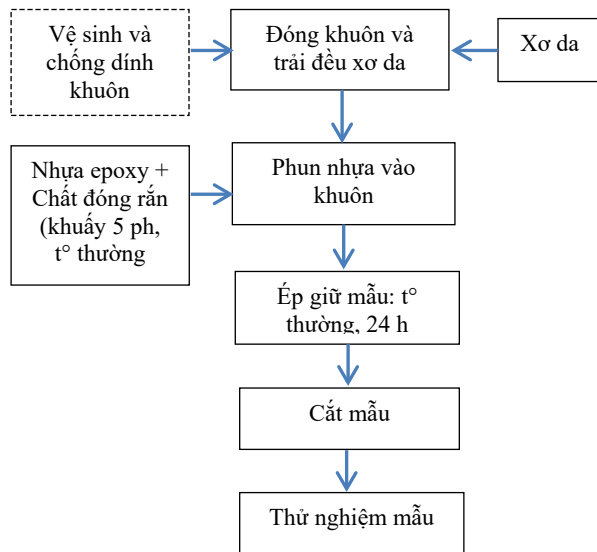 Vệ sinh và
chống dính
khuôn
Đóng khuôn và
trải đều xơ da
Xơ da
Nhựa epoxy +
Chất đóng rắn
(khuấy 5 ph,
t° thường
Phun nhựa vào
khuôn
Ép giữ mẫu: t°
thường, 24 h
Cắt mẫu
Thử nghiệm mẫu